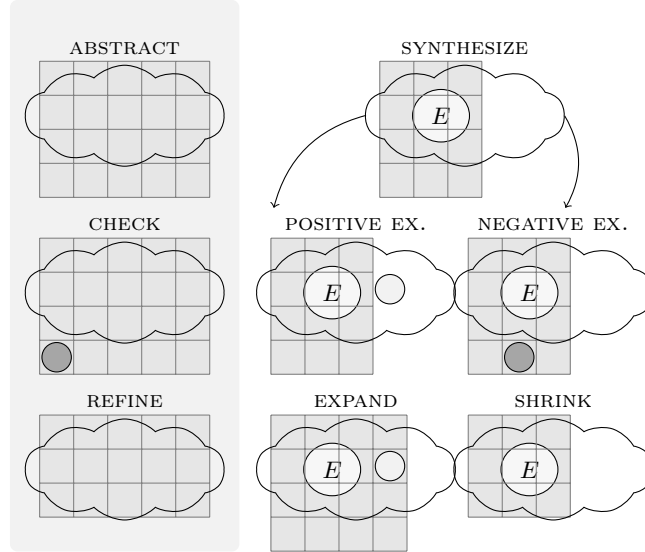 ABSTRACT
SYNTHESIZE
E
CHECK
POSITIVE EX.
NEGATIVE EX.
E
E
REFINE
EXPAND
SHRINK
E
E